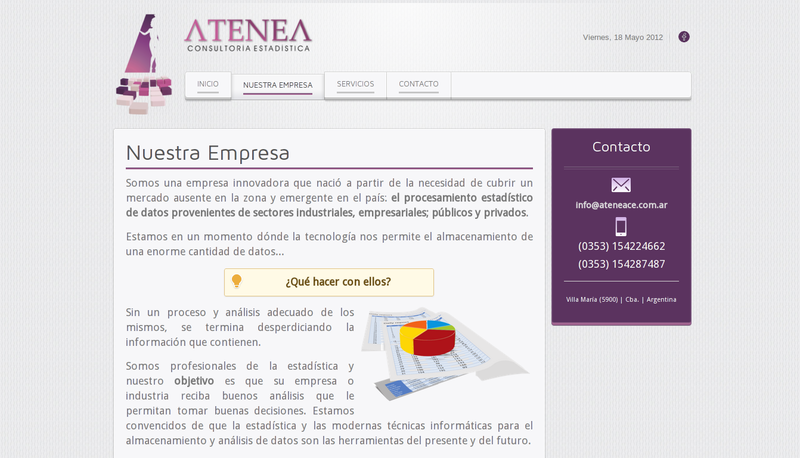 ATENEA
CONSULTORIA ESTADÍSTICA
Viernes, 18 Mayo 2012
INICIO
NUESTRA EMPRESA
SERVICIOS
CONTACTO
Nuestra Empresa
Somos una empresa innovadora que nació a partir de la necesidad de cubrir un
mercado ausente en la zona y emergente en el país: el procesamiento estadístico
de datos provenientes de sectores industriales, empresariales; públicos y privados.
Estamos en un momento dónde la tecnología nos permite el almacenamiento de
una enorme cantidad de datos...
¿Qué hacer con ellos?
Sin un proceso y análisis adecuado de los
mismos, se termina desperdiciando la
información que contienen.
Somos profesionales de la estadística y
nuestro objetivo es que su empresa o
industria reciba buenos análisis que le
permitan tomar buenas decisiones. Estamos
convencidos de que la estadística y las modernas técnicas informáticas para el
almacenamiento y análisis de datos son las herramientas del presente y del futuro.
Contacto
info@ateneace.com.ar
(0353) 154224662
(0353) 154287487
Villa María (5900) | Cba. | Argentina